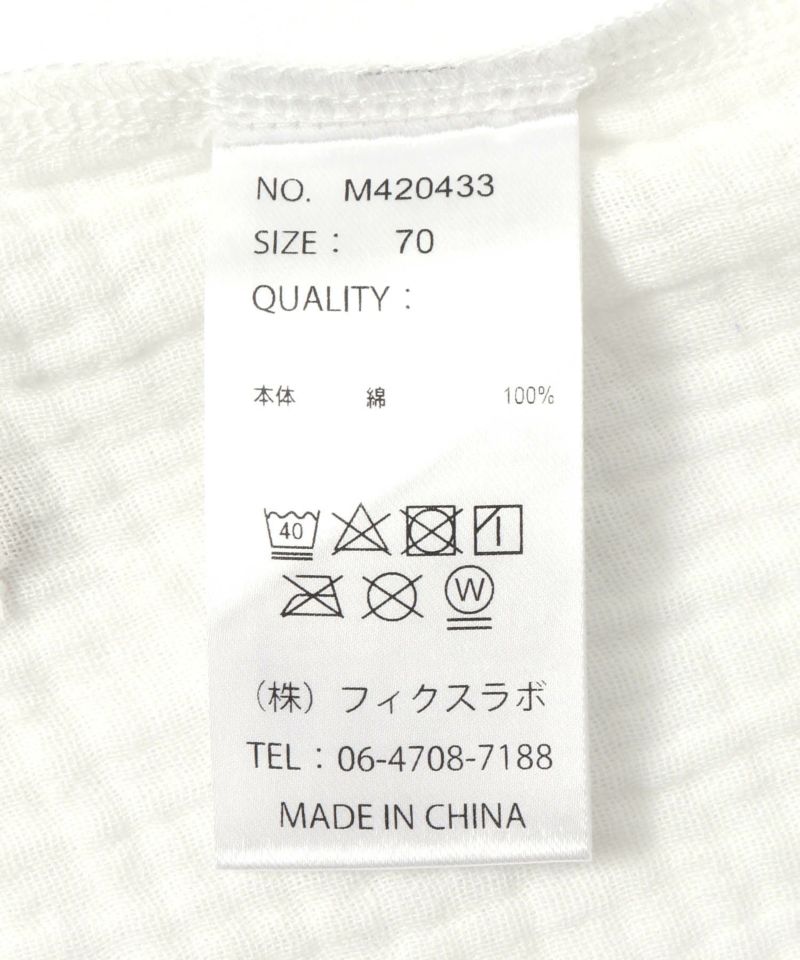 NO. M420433
SIZE： 70
QUALITY：
本体 綿 100%
40
W
（株）フィクスラボ
TEL：06-4708-7188
MADE IN CHINA